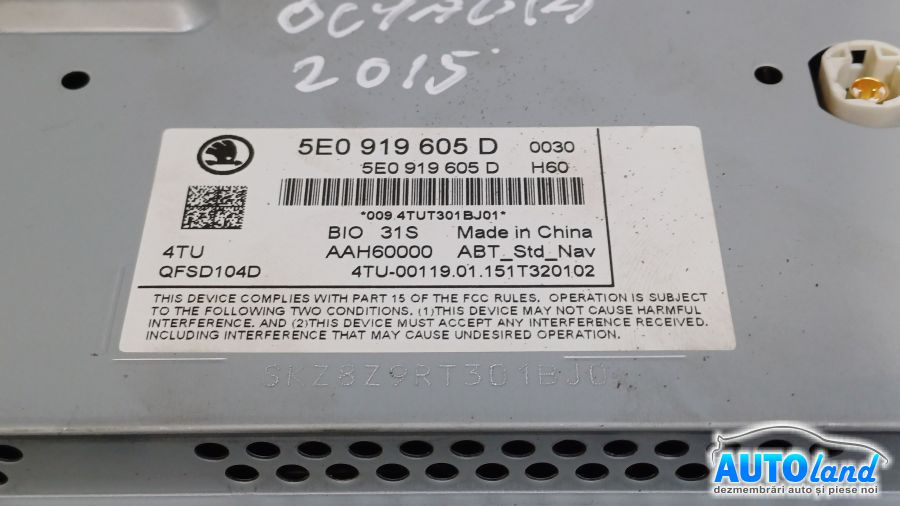 OCTAVIA
2015
5E0 919 605 D 0030
5E0 919 605 D H60
*009.4TUT301BJ01*
BIO 31S Made in China
4TU AAH60000 ABT_Std_Nav
QFSD104D 4TU-00119.01.151T320102
THIS DEVICE COMPLIES WITH PART 15 OF THE FCC RULES. OPERATION IS SUBJECT
TO THE FOLLOWING TWO CONDITIONS. (1)THIS DEVICE MAY NOT CAUSE HARMFUL
INTERFERENCE. AND (2)THIS DEVICE MUST ACCEPT ANY INTERFERENCE RECEIVED.
INCLUDING INTERFERENCE THAT MAY CAUSE UNDESIRED OPERATION.
SKZ8Z9RT301BJ0
AUTOland
dezmembrări auto și piese noi